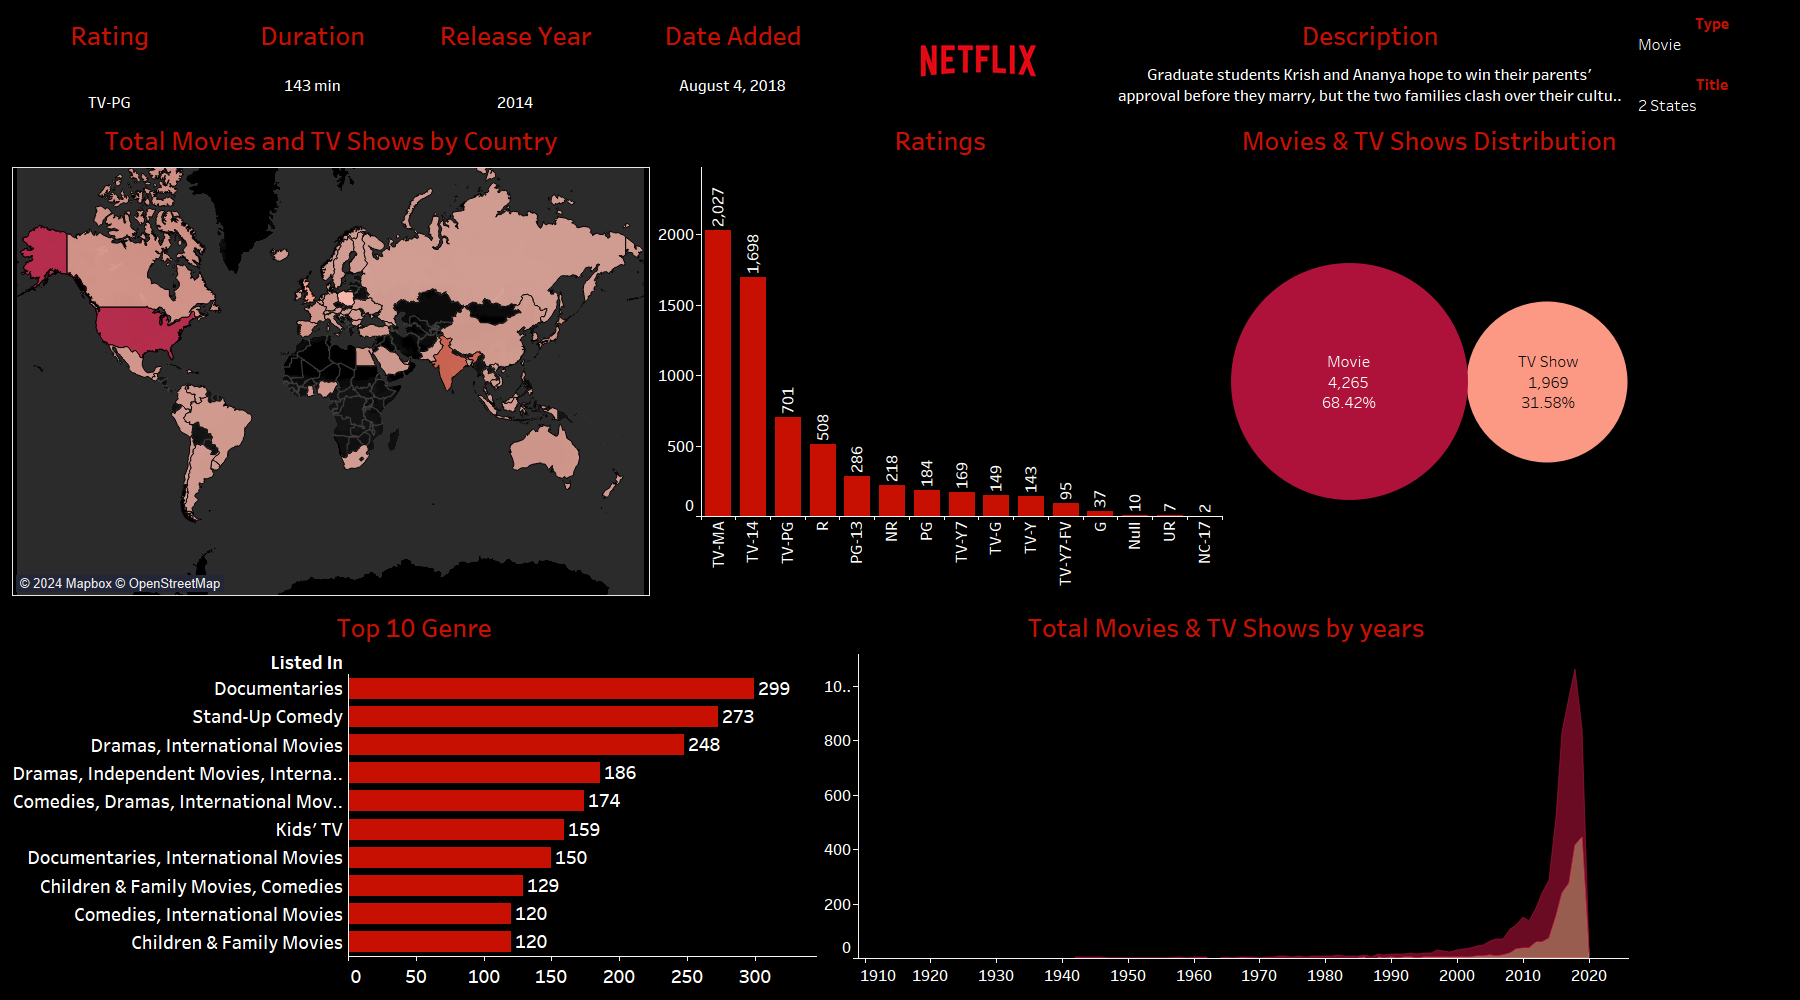 Rating
Duration
Release Year
Date Added
NETFLIX
Description
Type
Movie
Title
2 States
TV-PG
143 min
2014
August 4, 2018
Graduate students Krish and Ananya hope to win their parents’
approval before they marry, but the two families clash over their cultu..
Total Movies and TV Shows by Country
© 2024 Mapbox © OpenStreetMap
Ratings
2000
1500
1000
500
0
2,027
1,698
701
508
286
218
184
169
149
143
95
37
10
7
2
TV-MA
TV-14
TV-PG
R
PG-13
NR
PG
TV-Y7
TV-G
TV-Y
TV-Y7-FV
G
Null
UR
NC-17
Movies & TV Shows Distribution
Movie
4,265
68.42%
TV Show
1,969
31.58%
Top 10 Genre
Listed In
Documentaries 299
Stand-Up Comedy 273
Dramas, International Movies 248
Dramas, Independent Movies, Interna.. 186
Comedies, Dramas, International Mov.. 174
Kids’ TV 159
Documentaries, International Movies 150
Children & Family Movies, Comedies 129
Comedies, International Movies 120
Children & Family Movies 120
0 50 100 150 200 250 300
Total Movies & TV Shows by years
10..
800
600
400
200
0
1910 1920 1930 1940 1950 1960 1970 1980 1990 2000 2010 2020